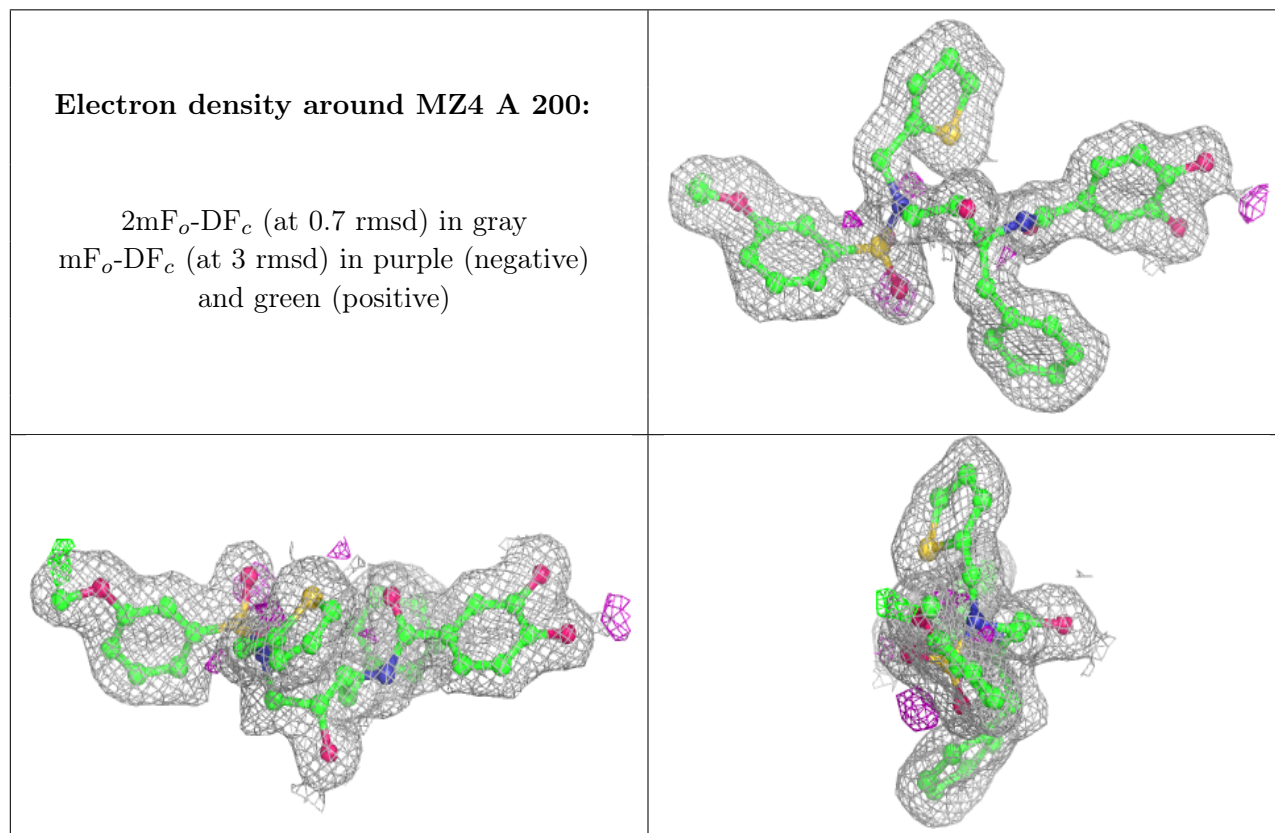 Electron density around MZ4 A 200:
2mFo-DFc (at 0.7 rmsd) in gray
mFo-DFc (at 3 rmsd) in purple (negative)
and green (positive)